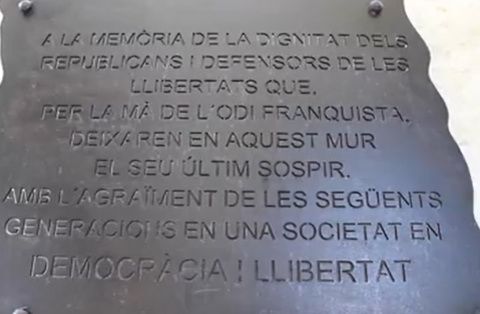 A LA MEMÒRIA DE LA DIGNITAT DELS
REPUBLICANS I DEFENSORS DE LES
LLIBERTATS QUE,
PER LA MÀ DE L'ODI FRANQUISTA,
DEIXAREN EN AQUEST MUR
EL SEU ÚLTIM SOSPIR.
AMB L'AGRAÏMENT DE LES SEGÜENTS
GENERACIONS EN UNA SOCIETAT EN
DEMOCRÀCIA I LLIBERTAT